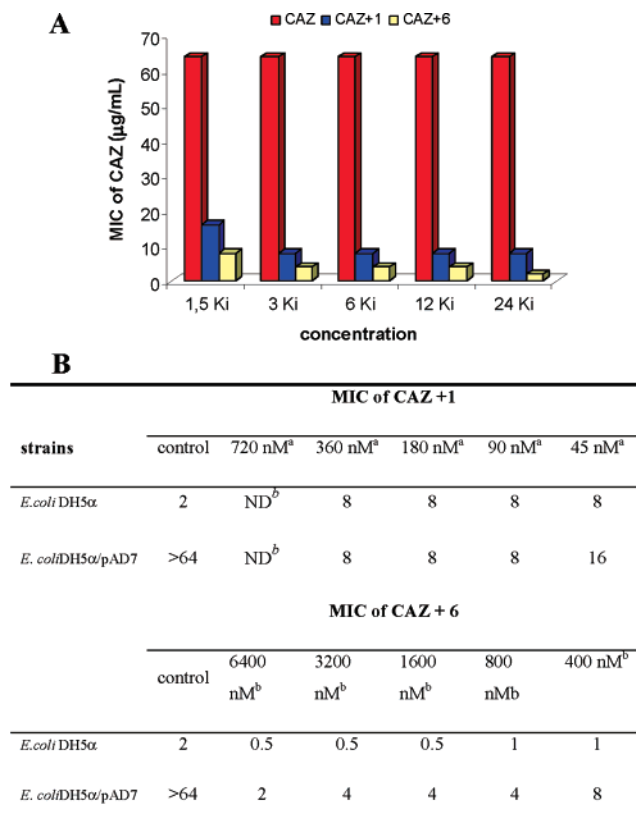 A
CAZ CAZ+1 CAZ+6
MIC of CAZ (µg/mL)
70
60
50
40
30
20
10
0
1,5 Ki 3 Ki 6 Ki 12 Ki 24 Ki
concentration
B
MIC of CAZ +1
strains control 720 nMᵃ 360 nMᵃ 180 nMᵃ 90 nMᵃ 45 nMᵃ
E.coli DH5α 2 NDᵇ 8 8 8 8
E. coliDH5α/pAD7 >64 NDᵇ 8 8 8 16
MIC of CAZ + 6
control 6400 nMᵇ 3200 nMᵇ 1600 nMᵇ 800 nMb 400 nMᵇ
E.coli DH5α 2 0.5 0.5 0.5 1 1
E. coliDH5α/pAD7 >64 2 4 4 4 8